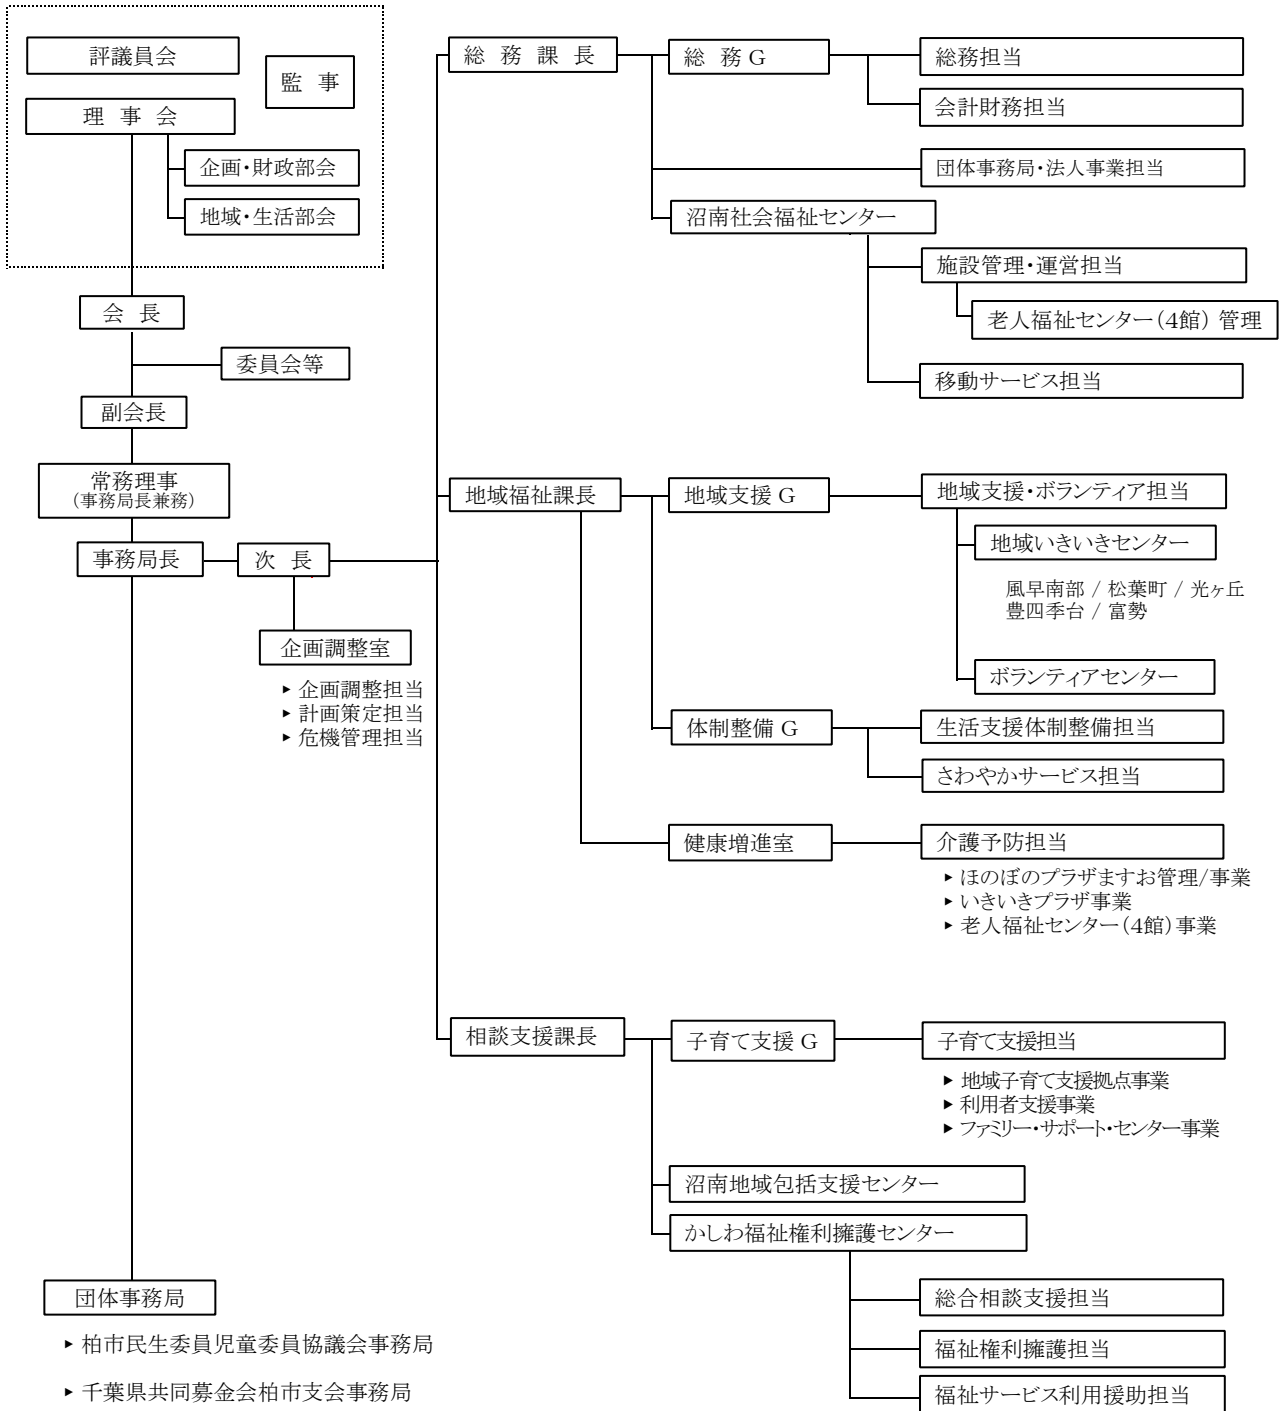 評議員会
監 事
理 事 会
企画・財政部会
地域・生活部会
会 長
委員会等
副会長
常務理事
(事務局長兼務)
事務局長
次 長
企画調整室
▶ 企画調整担当
▶ 計画策定担当
▶ 危機管理担当
団体事務局
▶ 柏市民生委員児童委員協議会事務局
▶ 千葉県共同募金会柏市支会事務局
総 務 課 長
総 務 G
総務担当
会計財務担当
団体事務局・法人事業担当
沼南社会福祉センター
施設管理・運営担当
老人福祉センター(4館) 管理
移動サービス担当
地域福祉課長
地域支援 G
地域支援・ボランティア担当
地域いきいきセンター
風早南部 / 松葉町 / 光ヶ丘
豊四季台 / 富勢
ボランティアセンター
体制整備 G
生活支援体制整備担当
さわやかサービス担当
健康増進室
介護予防担当
▶ ほのぼのプラザますお管理/事業
▶ いきいきプラザ事業
▶ 老人福祉センター(4館)事業
相談支援課長
子育て支援 G
子育て支援担当
▶ 地域子育て支援拠点事業
▶ 利用者支援事業
▶ ファミリー・サポート・センター事業
沼南地域包括支援センター
かしわ福祉権利擁護センター
総合相談支援担当
福祉権利擁護担当
福祉サービス利用援助担当